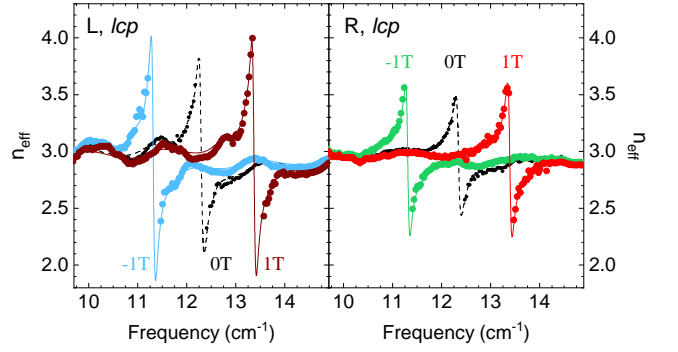 L, lcp
R, lcp
4.0
3.5
3.0
2.5
2.0
n_eff
-1T
0T
1T
-1T
0T
1T
4.0
3.5
3.0
2.5
2.0
n_eff
10 11 12 13 14
10 11 12 13 14
Frequency (cm⁻¹)
Frequency (cm⁻¹)